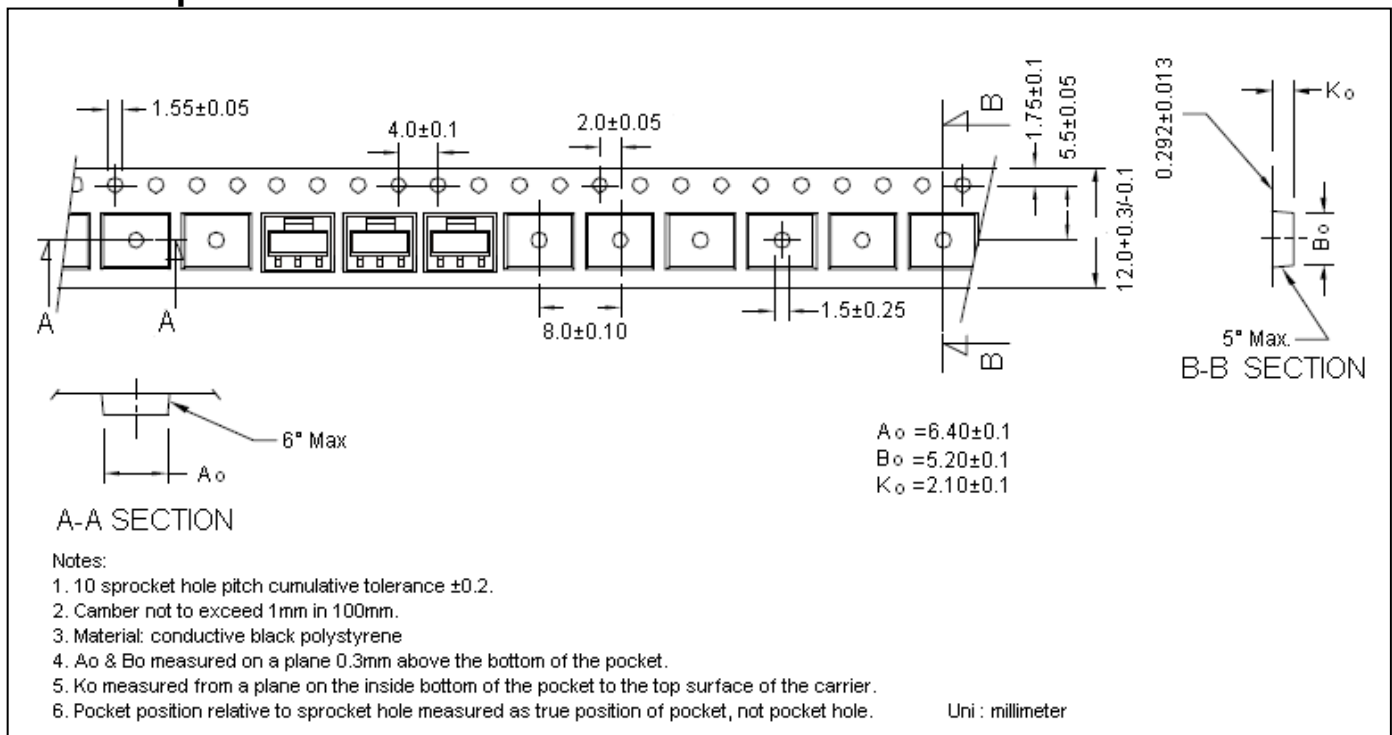 1.55±0.05
4.0±0.1
2.0±0.05
B
1.75±0.1
5.5±0.05
12.0+0.3/-0.1
0.292±0.013
Ko
Bo
5° Max.
B-B SECTION
A
A
8.0±0.10
1.5±0.25
B
6° Max
Ao
A-A SECTION
Ao =6.40±0.1
Bo =5.20±0.1
Ko =2.10±0.1
Notes:
1. 10 sprocket hole pitch cumulative tolerance ±0.2.
2. Camber not to exceed 1mm in 100mm.
3. Material: conductive black polystyrene
4. Ao & Bo measured on a plane 0.3mm above the bottom of the pocket.
5. Ko measured from a plane on the inside bottom of the pocket to the top surface of the carrier.
6. Pocket position relative to sprocket hole measured as true position of pocket, not pocket hole.
Uni : millimeter